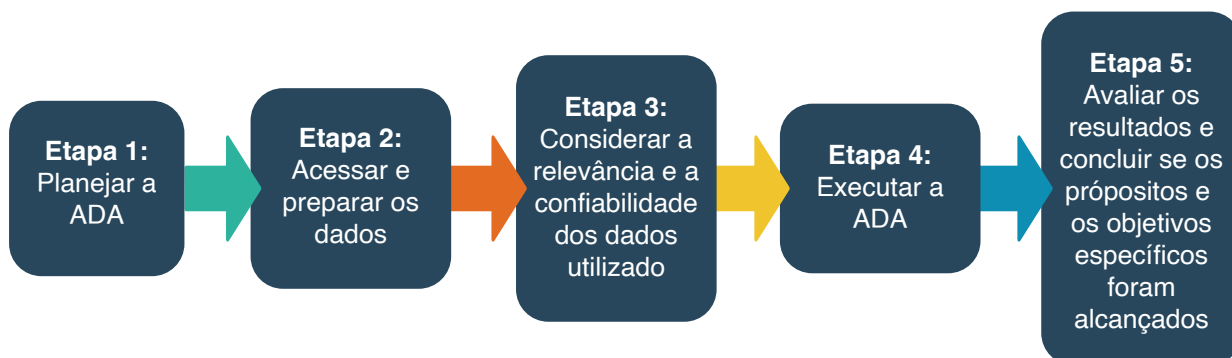 Etapa 1:
Planejar a
ADA
Etapa 2:
Acessar e
preparar os
dados
Etapa 3:
Considerar a
relevância e a
confiabilidade
dos dados
utilizado
Etapa 4:
Executar a
ADA
Etapa 5:
Avaliar os
resultados e
concluir se os
própositos e
os objetivos
específicos
foram
alcançados